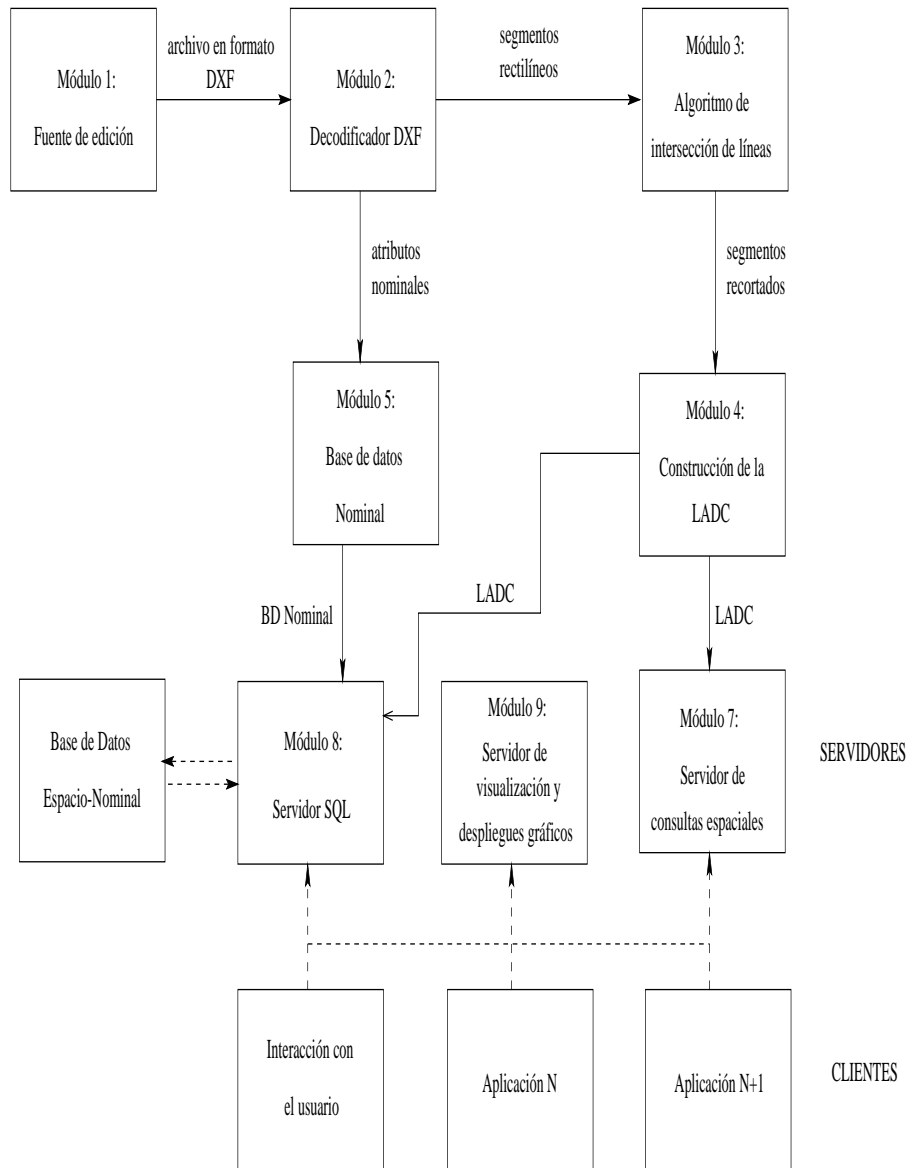 Módulo 1:
Fuente de edición
archivo en formato
DXF
Módulo 2:
Decodificador DXF
segmentos
rectilíneos
Módulo 3:
Algoritmo de
intersección de líneas
atributos
nominales
segmentos
recortados
Módulo 5:
Base de datos
Nominal
Módulo 4:
Construcción de la
LADC
BD Nominal
LADC
LADC
Base de Datos
Espacio-Nominal
Módulo 8:
Servidor SQL
Módulo 9:
Servidor de
visualización y
despliegues gráficos
Módulo 7:
Servidor de
consultas espaciales
SERVIDORES
Interacción con
el usuario
Aplicación N
Aplicación N+1
CLIENTES